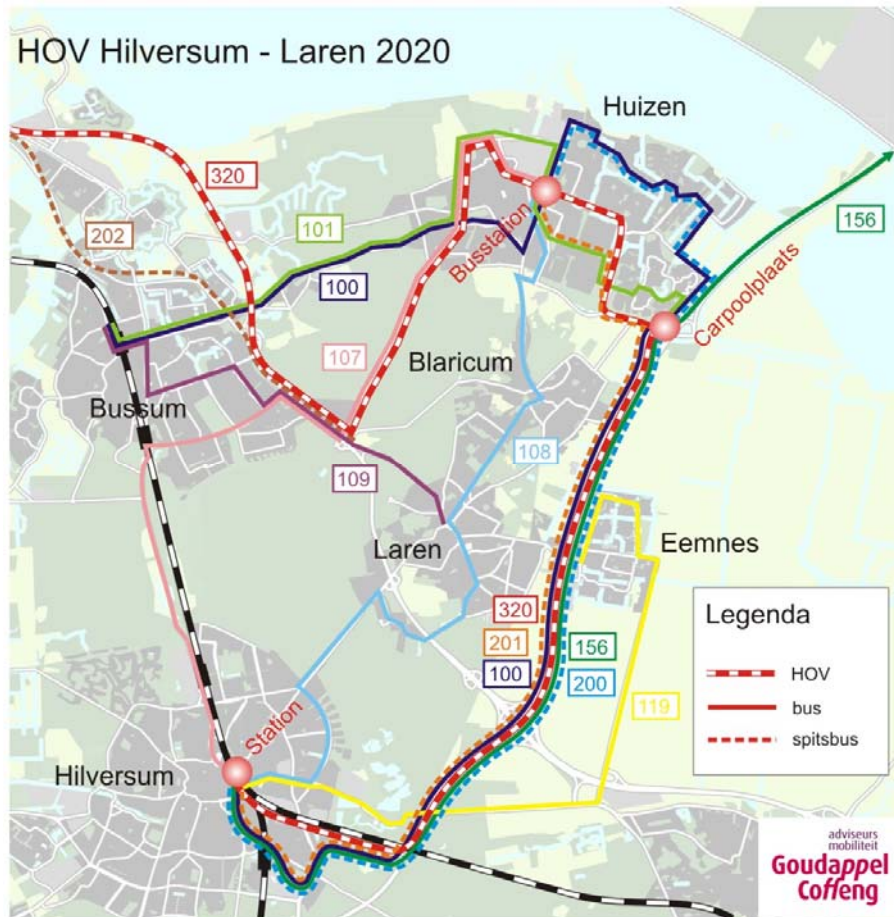 HOV Hilversum - Laren 2020
Huizen
320
156
202
101
Busstation
100
Carpoolplaats
107
Blaricum
Bussum
108
109
Laren
Eemnes
320
201
156
100
200
119
Station
Hilversum
Legenda
HOV
bus
spitsbus
adviseurs
mobiliteit
Goudappel
Coffeng